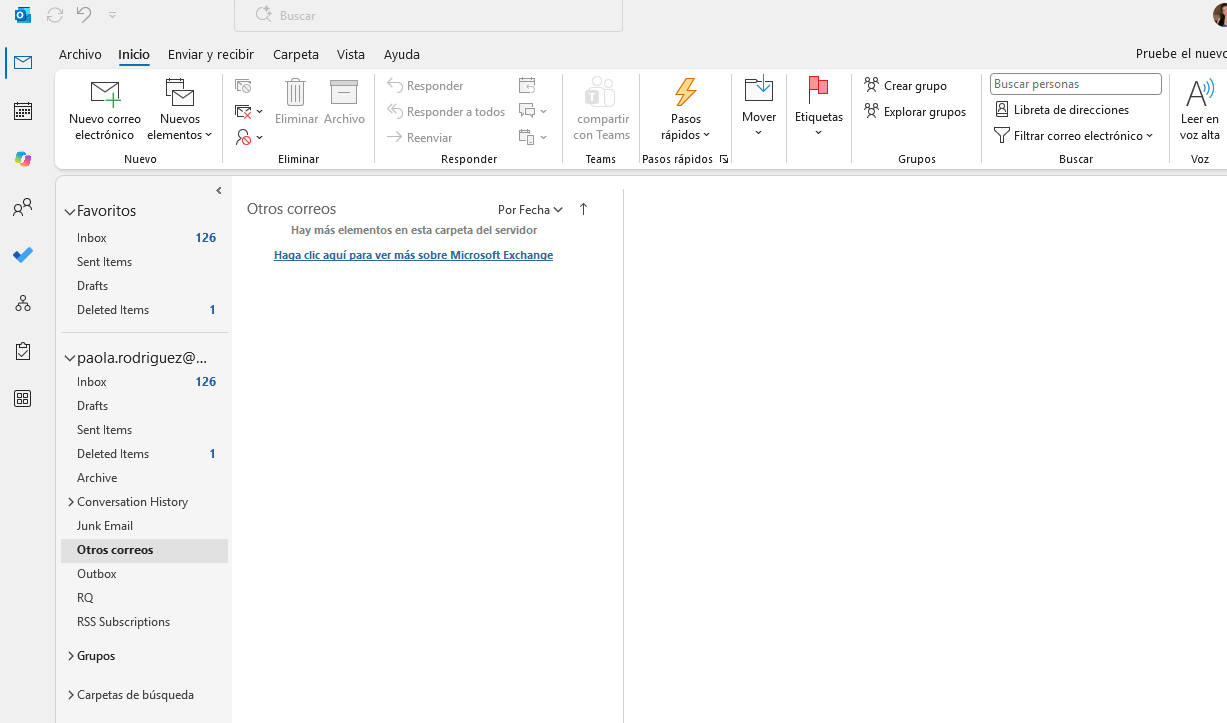 Buscar
Archivo Inicio Enviar y recibir Carpeta Vista Ayuda
Pruebe el nuevo
Nuevo correo electrónico
Nuevos elementos
Nuevo
Eliminar
Archivo
Eliminar
Responder
Responder a todos
Reenviar
Responder
compartir con Teams
Teams
Pasos rápidos
Pasos rápidos
Mover
Etiquetas
Crear grupo
Explorar grupos
Grupos
Buscar personas
Libreta de direcciones
Filtrar correo electrónico
Buscar
Leer en voz alta
Voz
Favoritos
Inbox 126
Sent Items
Drafts
Deleted Items 1
paola.rodriguez@...
Inbox 126
Drafts
Sent Items
Deleted Items 1
Archive
Conversation History
Junk Email
Otros correos
Outbox
RQ
RSS Subscriptions
Grupos
Carpetas de búsqueda
Otros correos Por Fecha
Hay más elementos en esta carpeta del servidor
Haga clic aquí para ver más sobre Microsoft Exchange